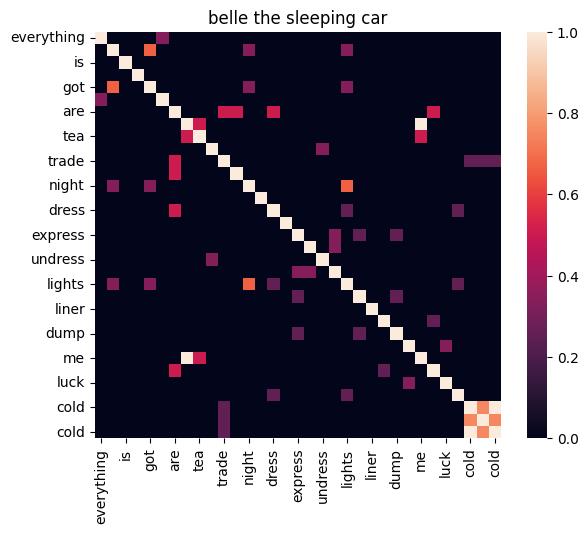 belle the sleeping car
everything
is
got
are
tea
trade
night
dress
express
undress
lights
liner
dump
me
luck
cold
cold
1.0
0.8
0.6
0.4
0.2
0.0
everything
is
got
are
tea
trade
night
dress
express
undress
lights
liner
dump
me
luck
cold
cold